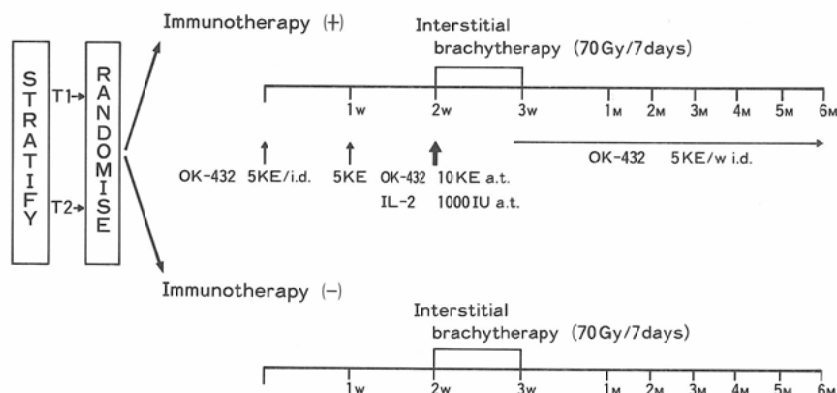 STRATIFY
T1
T2
RANDOMISE
Immunotherapy (+)
Interstitial
brachytherapy (70Gy/7days)
1w 2w 3w 1M 2M 3M 4M 5M 6M
OK-432 5KE/i.d. 5KE OK-432 10KE a.t. OK-432 5KE/w i.d.
IL-2 1000IU a.t.
Immunotherapy (−)
Interstitial
brachytherapy (70Gy/7days)
1w 2w 3w 1M 2M 3M 4M 5M 6M